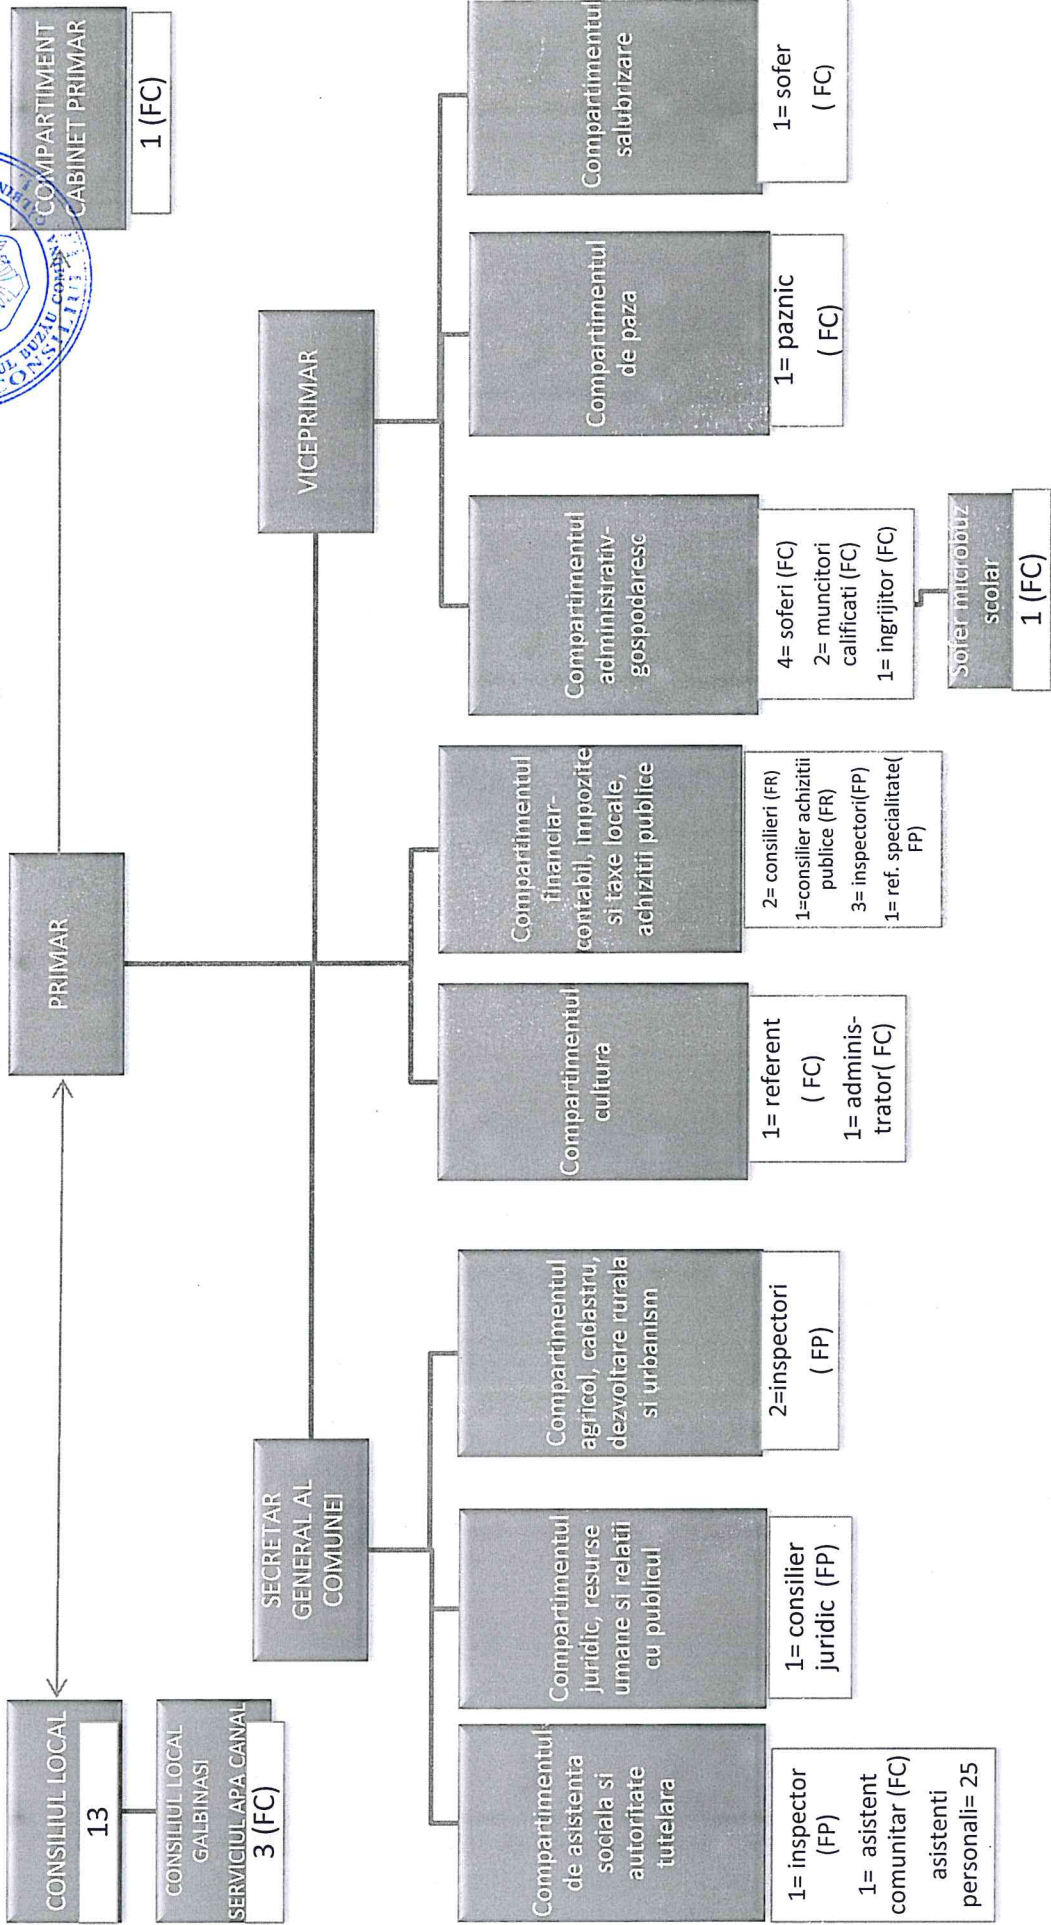 CONSILIUL LOCAL
13
CONSILIUL LOCAL
GALBINASI
SERVICIUL APA CANAL
3 (FC)
PRIMAR
COMPARTIMENT
CABINET PRIMAR
1 (FC)
UL BUZĂU COMUNA
CONSILIUL
SECRETAR
GENERAL AL
COMUNEI
VICEPRIMAR
Compartimentul
de asistenta
sociala si
autoritate
tutelara
1= inspector
(FP)
1= asistent
comunitar (FC)
asistenti
personali= 25
Compartimentul
juridic, resurse
umane si relatii
cu publicul
1= consilier
juridic (FP)
Compartimentul
agricol, cadastru,
dezvoltare rurala
si urbanism
2=inspectori
( FP)
Compartimentul
cultura
1= referent
( FC)
1= adminis-
trator( FC)
Compartimentul
financiar-
contabil, impozite
si taxe locale,
achizitii publice
2= consilieri (FR)
1=consilier achizitii
publice (FR)
3= inspectori(FP)
1= ref. specialitate(
FP)
Compartimentul
administrativ-
gospodaresc
4= soferi (FC)
2= muncitori
calificati (FC)
1= ingrijitor (FC)
Sofer microbuz
scolar
1 (FC)
Compartimentul
de paza
1= paznic
( FC)
Compartimentul
salubrizare
1= sofer
( FC)